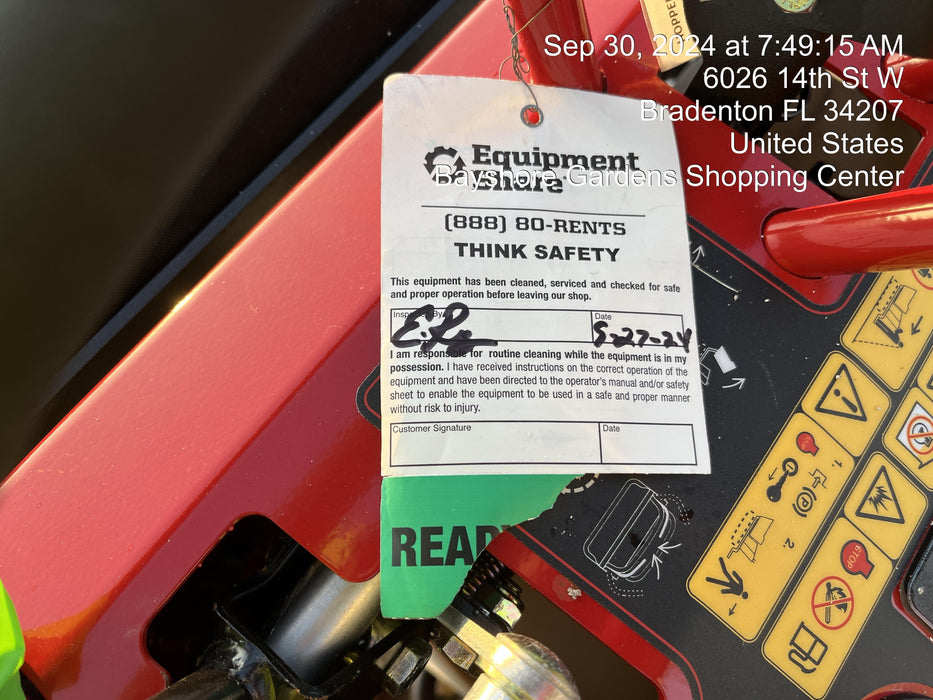 Sep 30, 2024 at 7:49:15 AM
6026 14th St W
Bradenton FL 34207
United States
Bayshore Gardens Shopping Center
Equipment
Share
(888) 80-RENTS
THINK SAFETY
This equipment has been cleaned, serviced and checked for safe
and proper operation before leaving our shop.
Inspected By
Date
I am responsible for routine cleaning while the equipment is in my
possession. I have received instructions on the correct operation of the
equipment and have been directed to the operator's manual and/or safety
sheet to enable the equipment to be used in a safe and proper manner
without risk to injury.
Customer Signature
Date
READ
STOP
1.
2